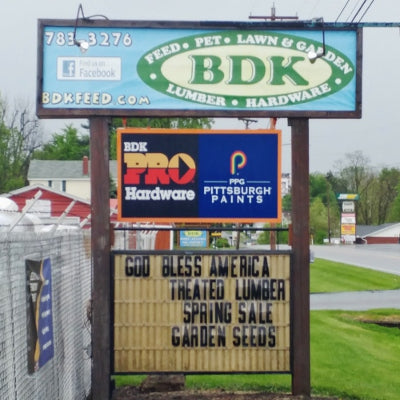 783-3276
FEED • PET • LAWN & GARDEN
Find us on
Facebook
BDK
BDKFEED.COM
LUMBER • HARDWARE
BDK
PRO
Hardware
PPG
PITTSBURGH
PAINTS
GOD BLESS AMERICA
TREATED LUMBER
SPRING SALE
GARDEN SEEDS